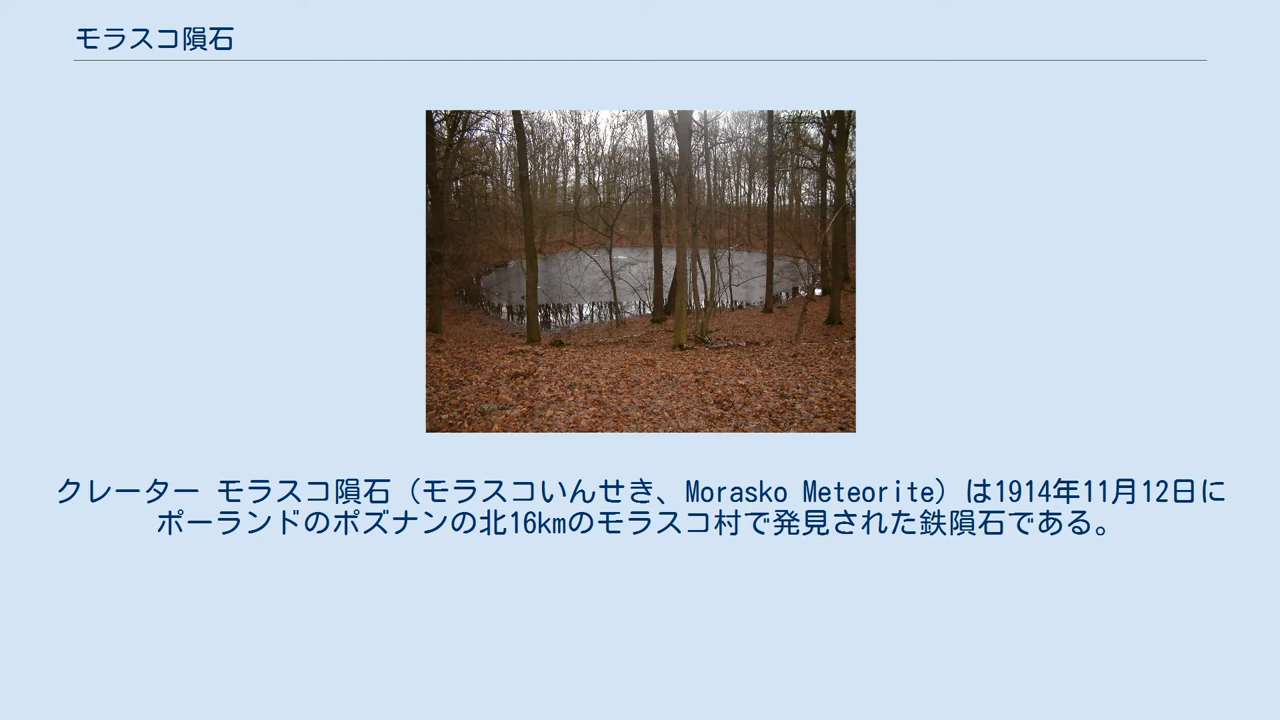 モラスコ隕石
クレーター モラスコ隕石（モラスコいんせき、Morasko Meteorite）は1914年11月12日に
ポーランドのポズナンの北16kmのモラスコ村で発見された鉄隕石である。